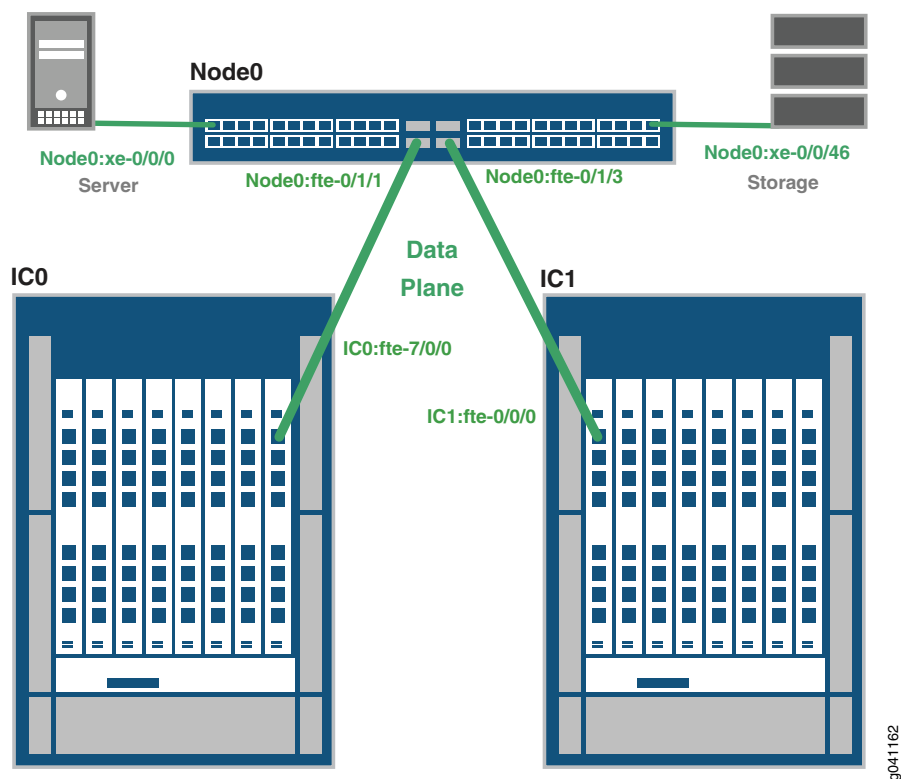 Node0
Node0:xe-0/0/0
Server
Node0:fte-0/1/1
Node0:fte-0/1/3
Node0:xe-0/0/46
Storage
Data
Plane
IC0
IC1
IC0:fte-7/0/0
IC1:fte-0/0/0
g041162